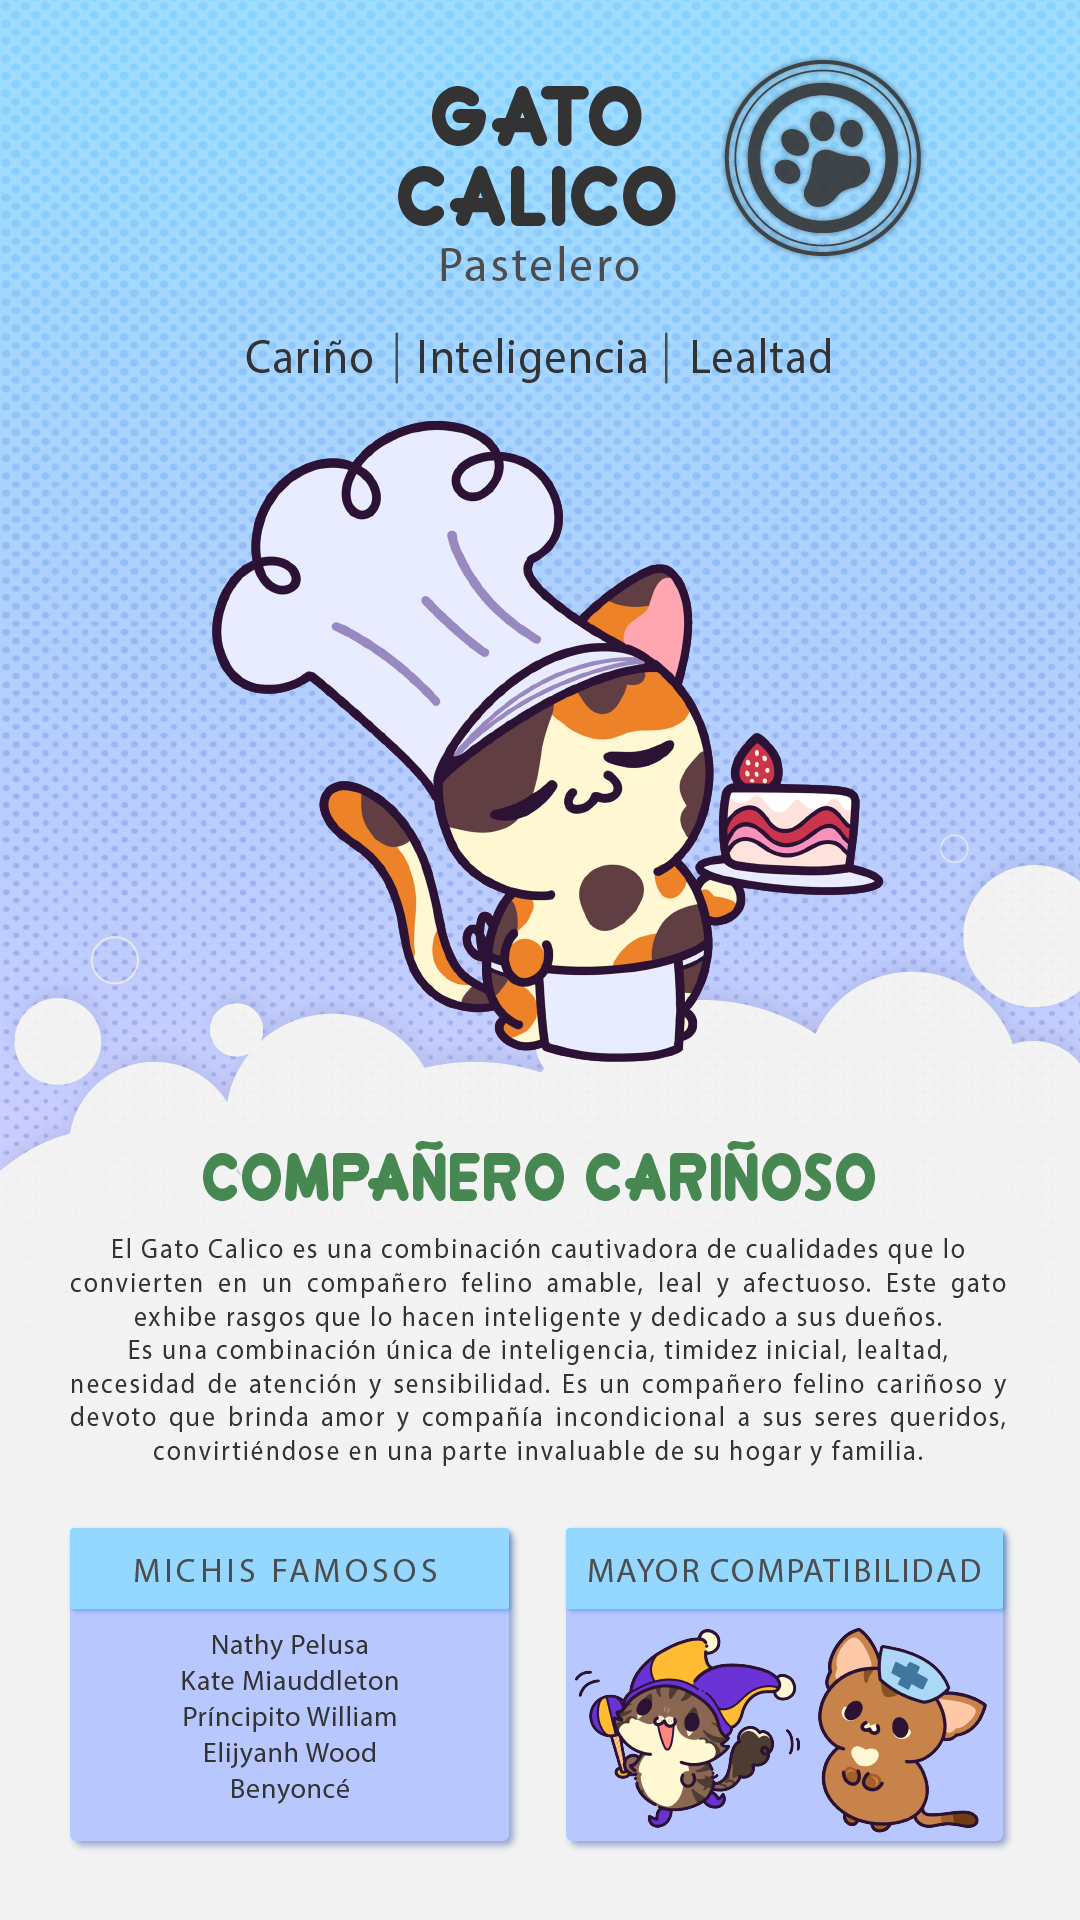 GATO
CALICO
Pastelero
Cariño | Inteligencia | Lealtad
COMPAÑERO CARIÑOSO
El Gato Calico es una combinación cautivadora de cualidades que lo
convierten en un compañero felino amable, leal y afectuoso. Este gato
exhibe rasgos que lo hacen inteligente y dedicado a sus dueños.
Es una combinación única de inteligencia, timidez inicial, lealtad,
necesidad de atención y sensibilidad. Es un compañero felino cariñoso y
devoto que brinda amor y compañía incondicional a sus seres queridos,
convirtiéndose en una parte invaluable de su hogar y familia.
MICHIS FAMOSOS
Nathy Pelusa
Kate Miauddleton
Príncipito William
Elijyanh Wood
Benyoncé
MAYOR COMPATIBILIDAD